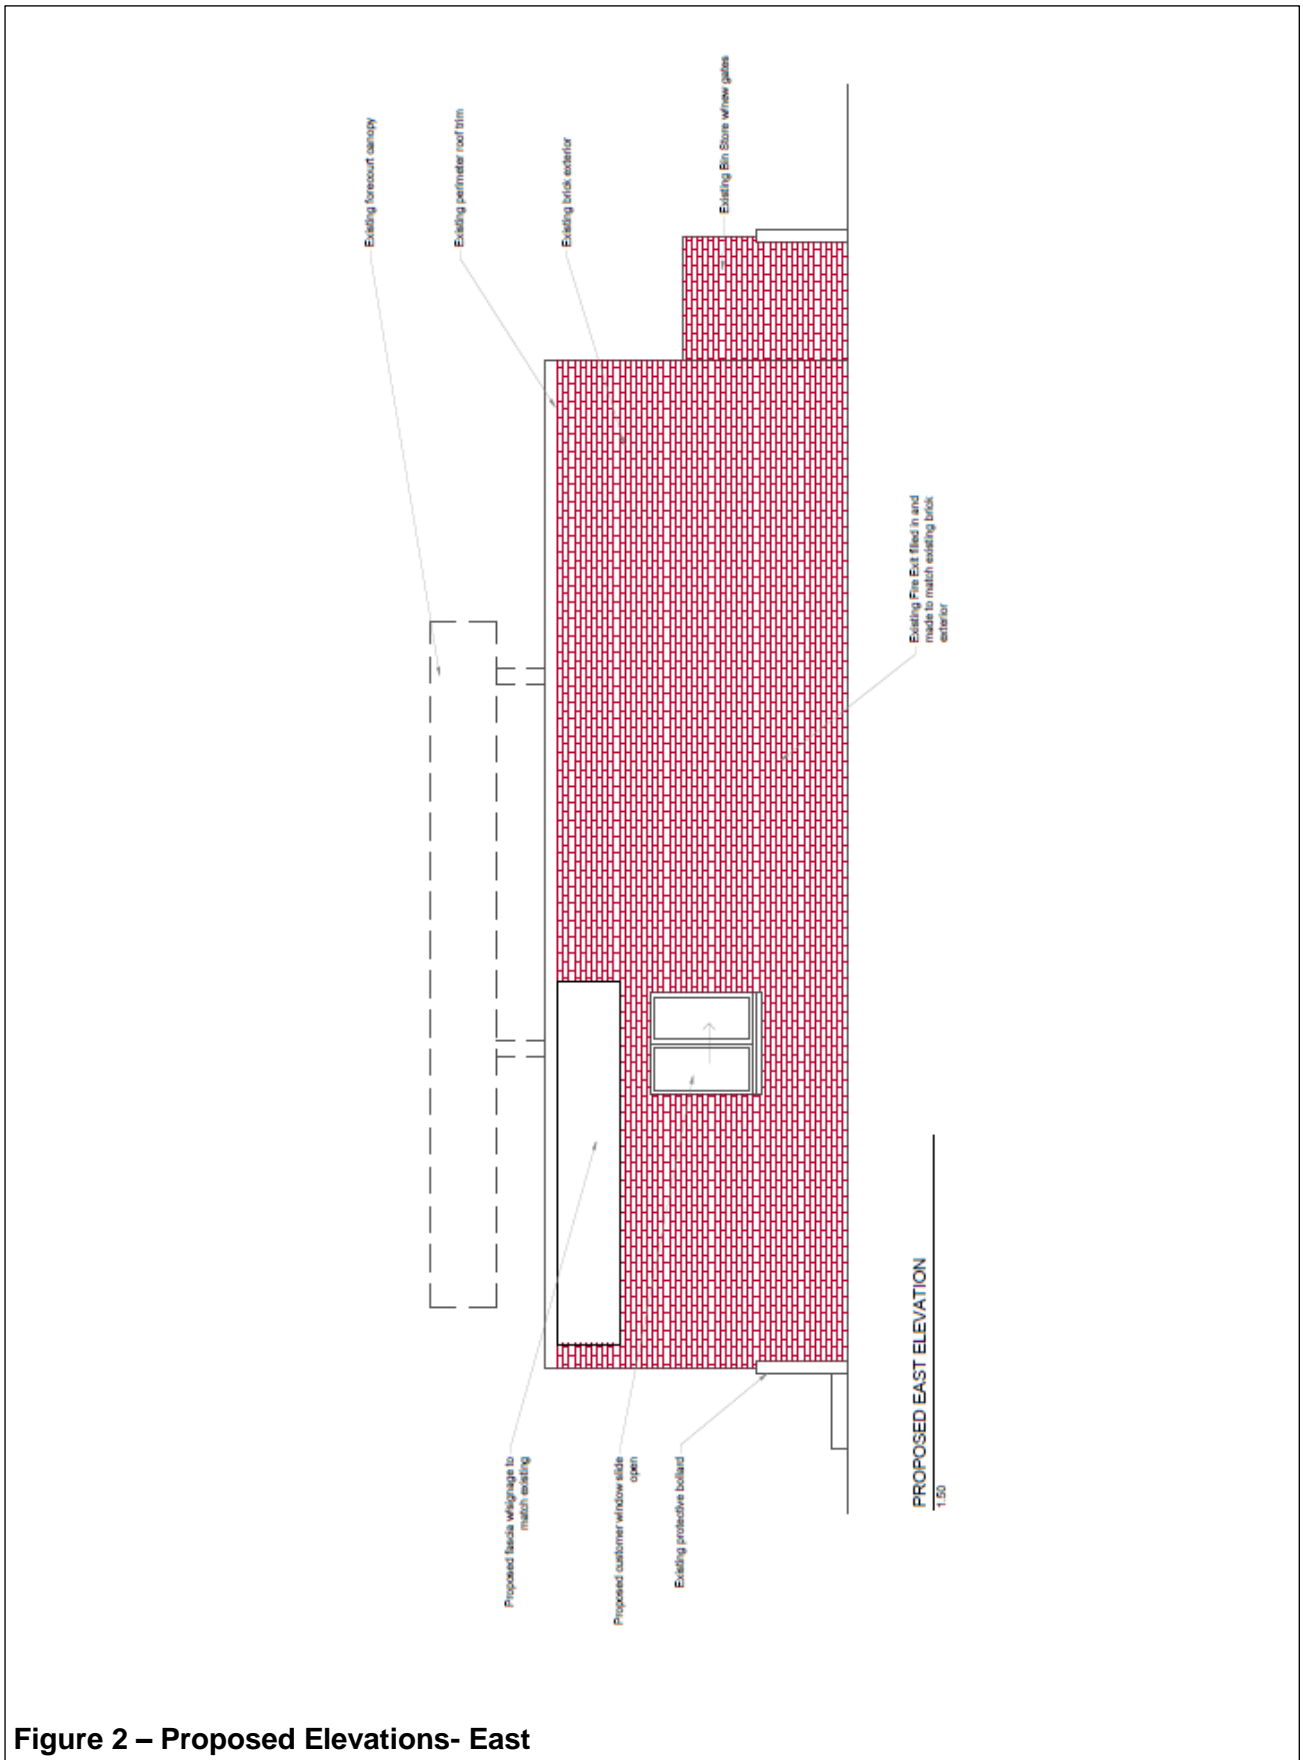 Existing forecourt canopy
Existing perimeter roof trim
Existing brick exterior
Existing Bin Store w/new gates
Existing Fire Exit filled in and
made to match existing brick
exterior
Proposed fascia w/signage to
match existing
Proposed customer window slide
open
Existing protective bollard
PROPOSED EAST ELEVATION
1:50
Figure 2 – Proposed Elevations- East